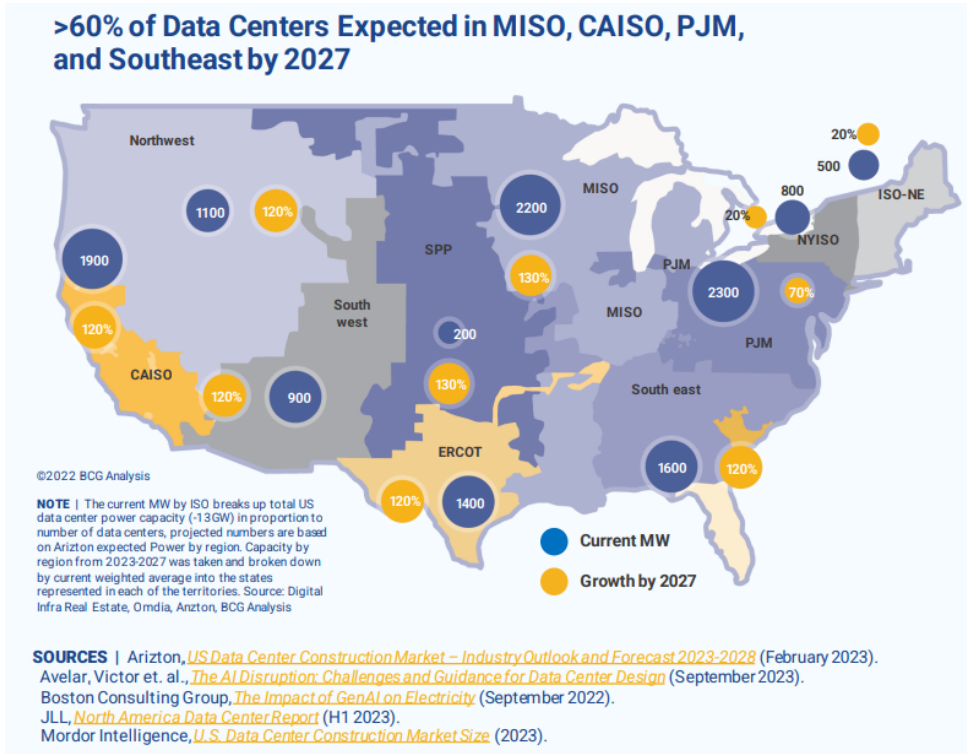 >60% of Data Centers Expected in MISO, CAISO, PJM,
and Southeast by 2027
Northwest
1100
120%
1900
120%
CAISO
120%
900
South
west
SPP
200
130%
2200
130%
MISO
MISO
PJM
2300
70%
PJM
20%
500
800
20%
ISO-NE
NYISO
South east
1600
120%
ERCOT
120%
1400
Current MW
Growth by 2027
©2022 BCG Analysis
NOTE | The current MW by ISO breaks up total US
data center power capacity (-13GW) in proportion to
number of data centers, projected numbers are based
on Arizton expected Power by region. Capacity by
region from 2023-2027 was taken and broken down
by current weighted average into the states
represented in each of the territories. Source: Digital
Infra Real Estate, Omdia, Anzton, BCG Analysis
SOURCES | Arizton, US Data Center Construction Market – Industry Outlook and Forecast 2023-2028 (February 2023).
Avelar, Victor et. al., The AI Disruption: Challenges and Guidance for Data Center Design (September 2023).
Boston Consulting Group, The Impact of GenAI on Electricity (September 2022).
JLL, North America Data Center Report (H1 2023).
Mordor Intelligence, U.S. Data Center Construction Market Size (2023).